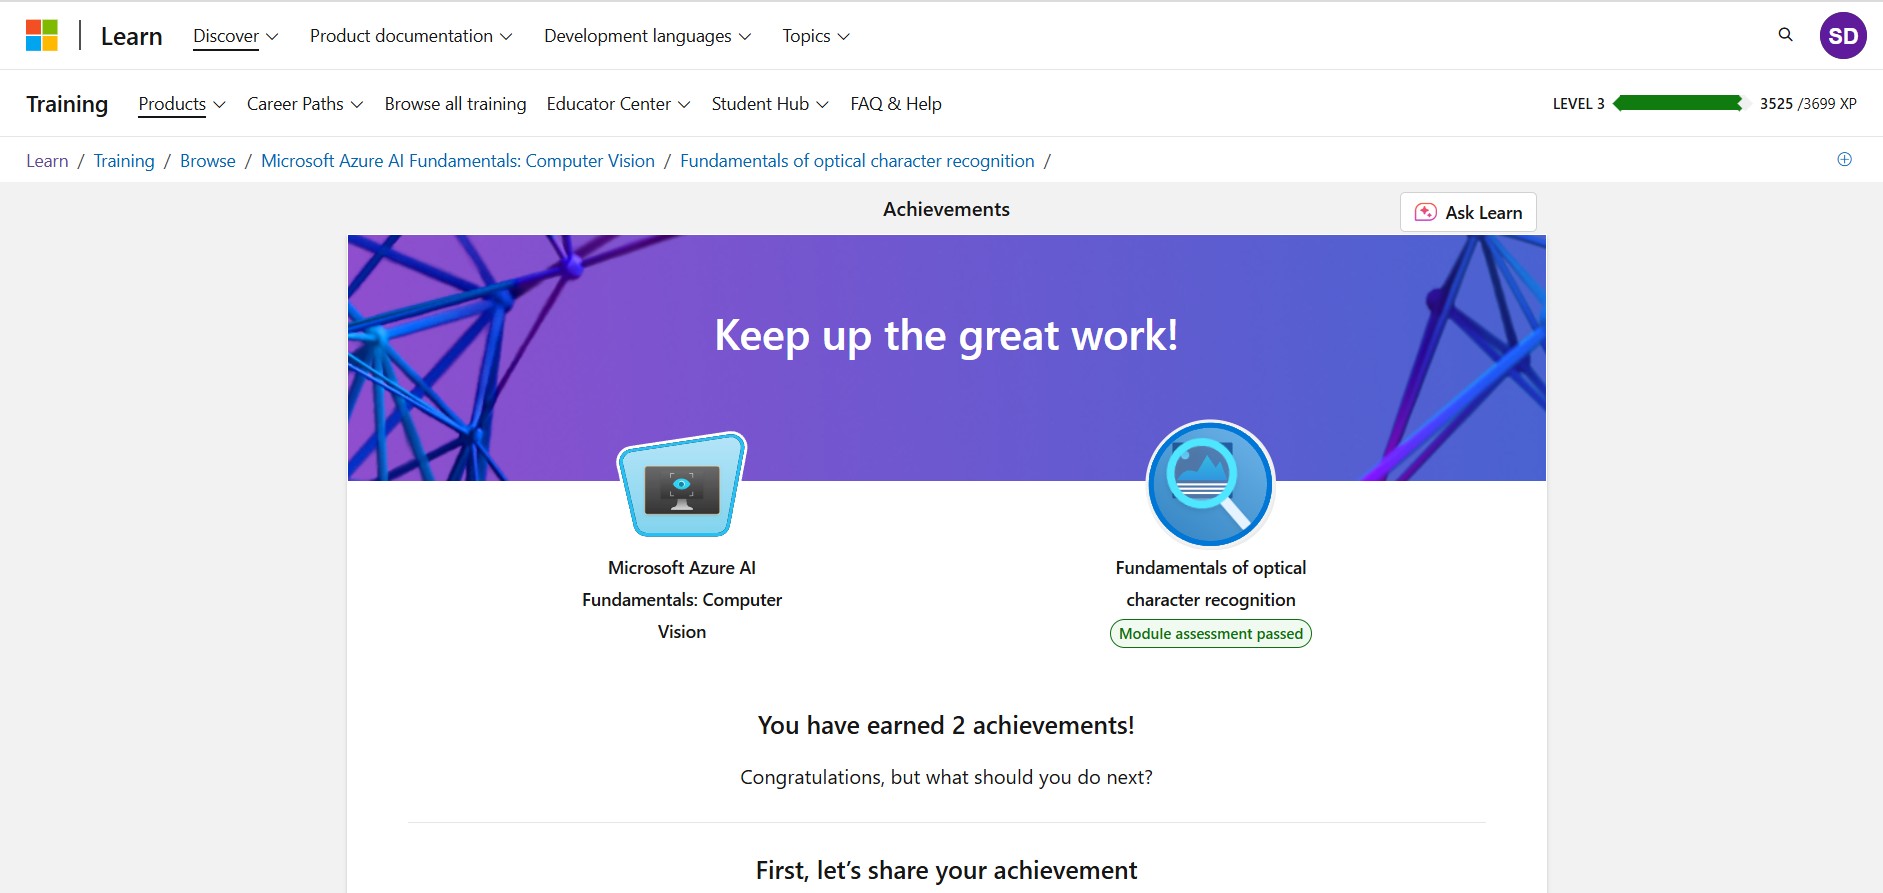 Learn Discover Product documentation Development languages Topics SD
Training Products Career Paths Browse all training Educator Center Student Hub FAQ & Help LEVEL 3 3525 /3699 XP
Learn / Training / Browse / Microsoft Azure AI Fundamentals: Computer Vision / Fundamentals of optical character recognition /
Achievements
Ask Learn
Keep up the great work!
Microsoft Azure AI
Fundamentals: Computer
Vision
Fundamentals of optical
character recognition
Module assessment passed
You have earned 2 achievements!
Congratulations, but what should you do next?
First, let’s share your achievement